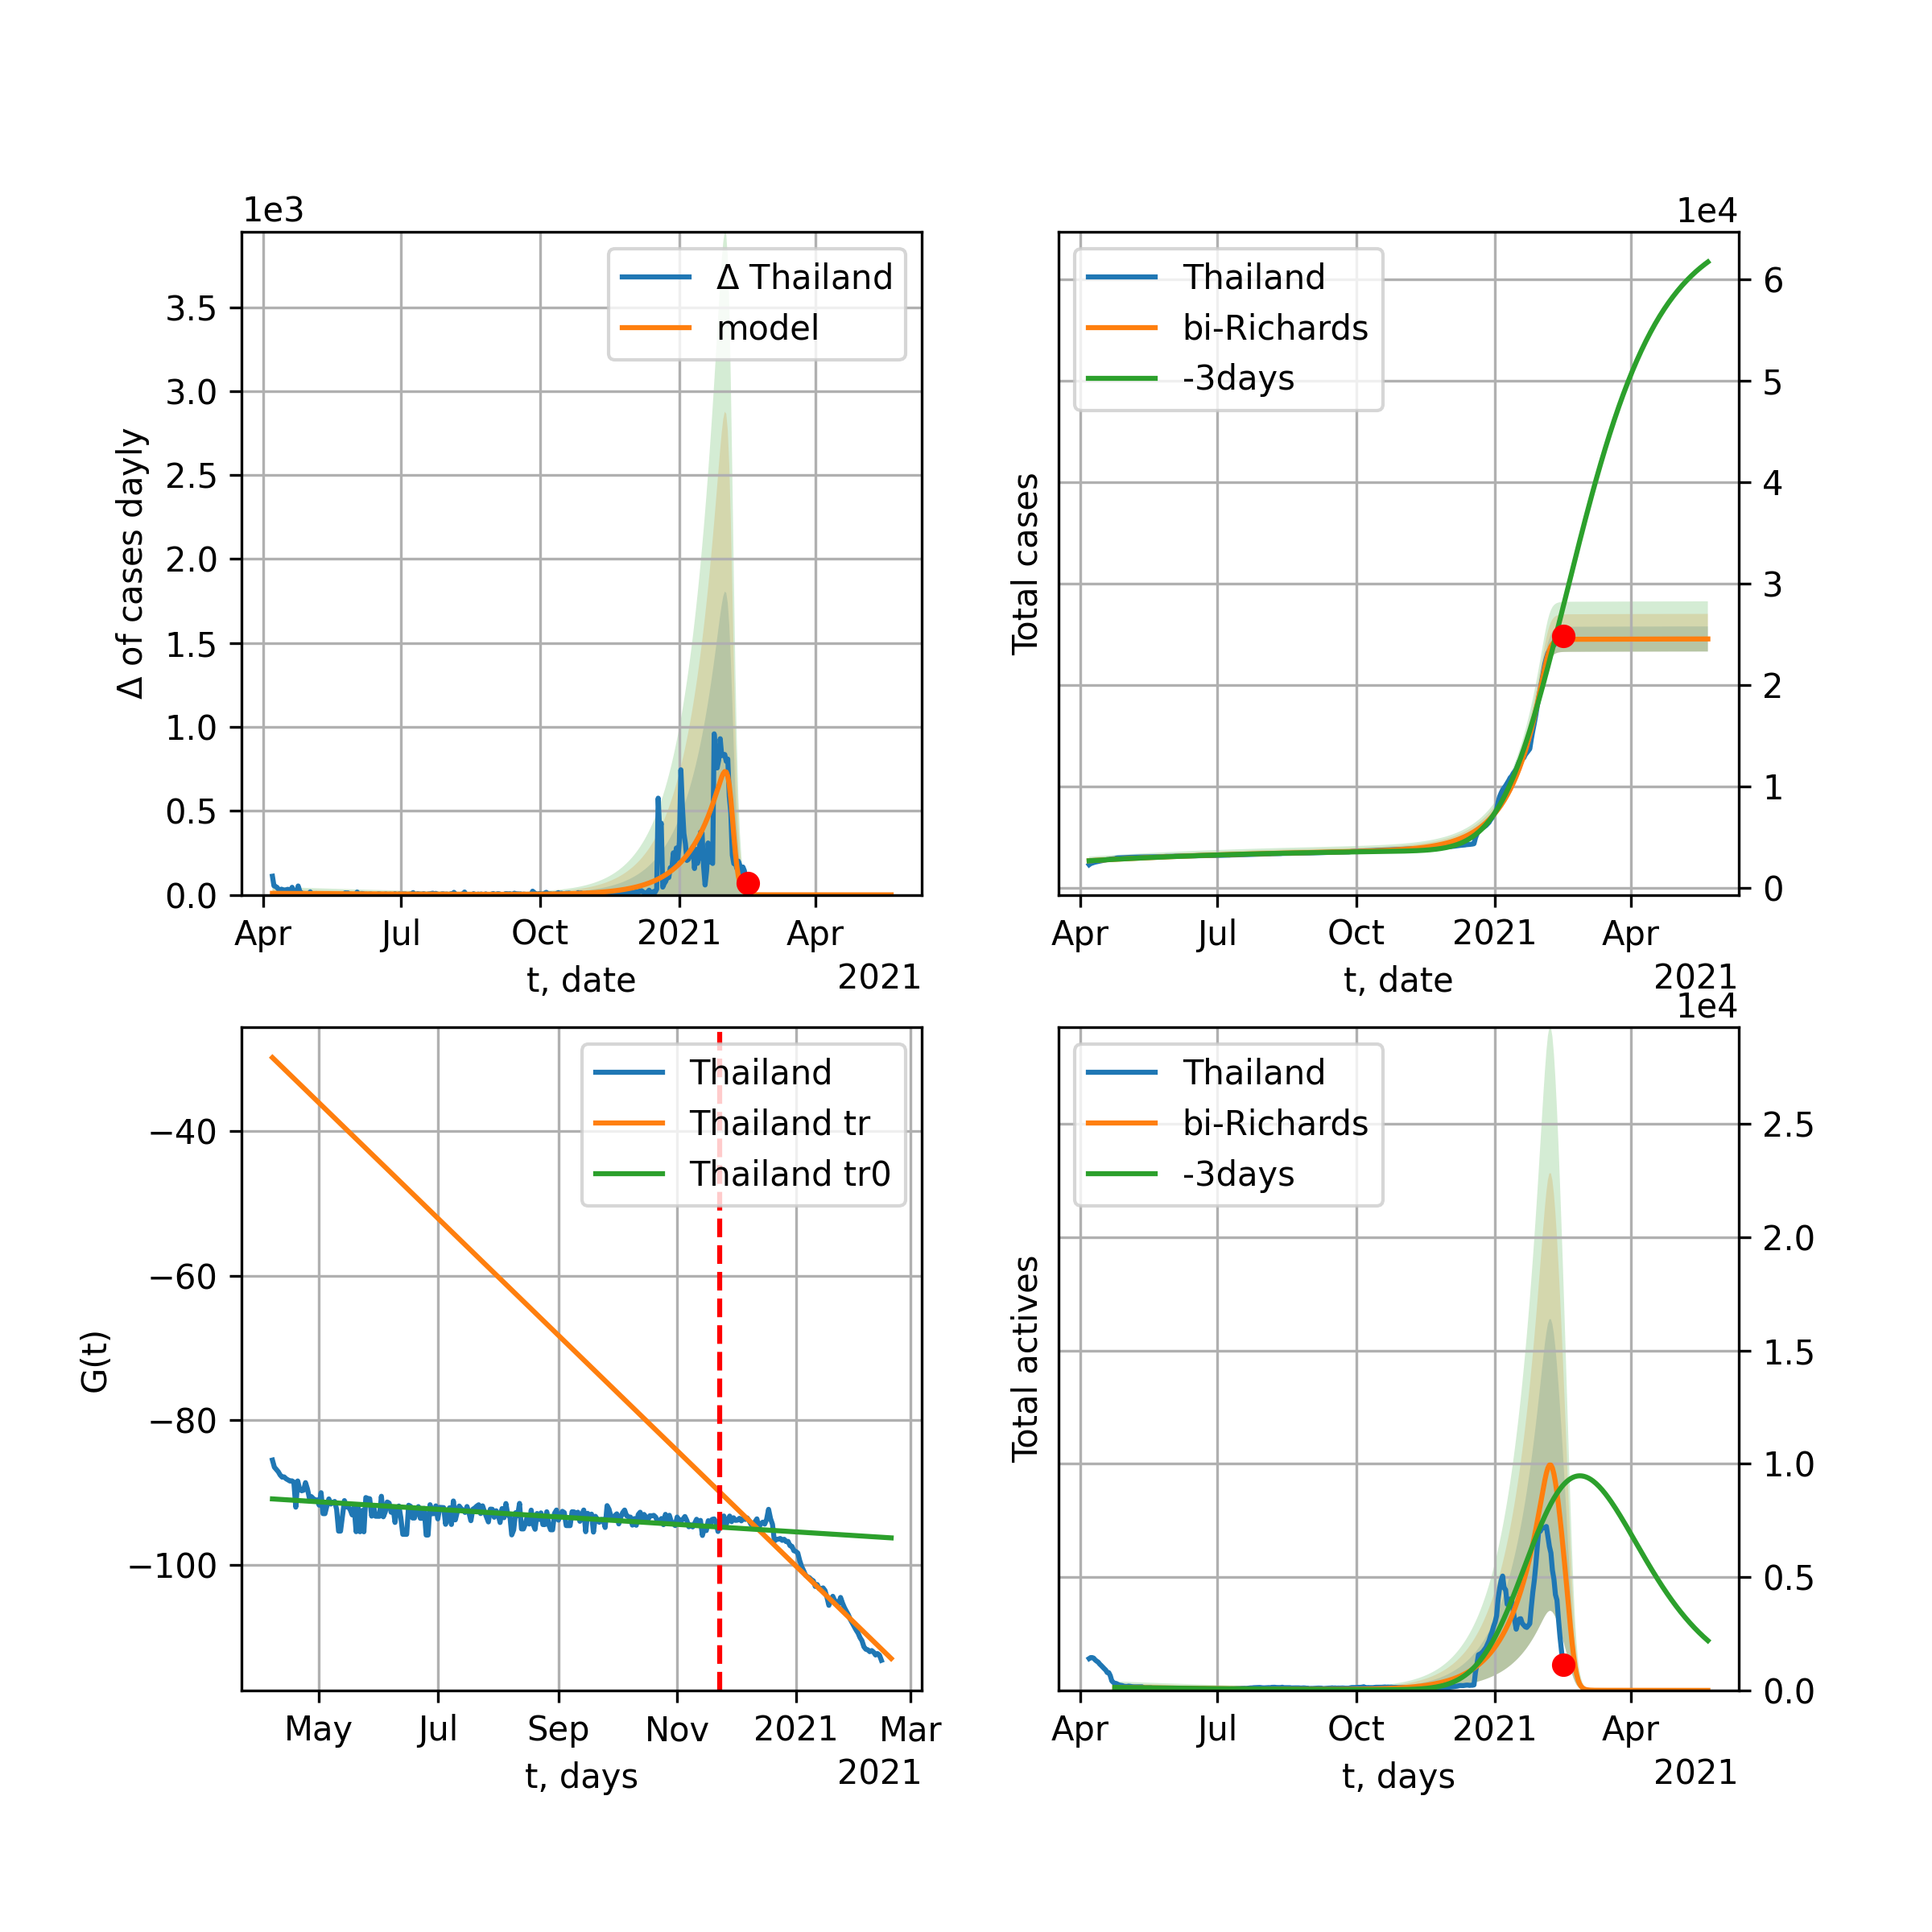 1e3
Δ of cases dayly
3.5
3.0
2.5
2.0
1.5
1.0
0.5
0.0
Δ Thailand
model
Apr
Jul
Oct
2021
Apr
t, date
2021
1e4
Total cases
Thailand
bi-Richards
-3days
6
5
4
3
2
1
0
Apr
Jul
Oct
2021
Apr
t, date
2021
G(t)
−40
−60
−80
−100
Thailand
Thailand tr
Thailand tr0
May
Jul
Sep
Nov
2021
Mar
t, days
2021
1e4
Total actives
Thailand
bi-Richards
-3days
2.5
2.0
1.5
1.0
0.5
0.0
Apr
Jul
Oct
2021
Apr
t, days
2021